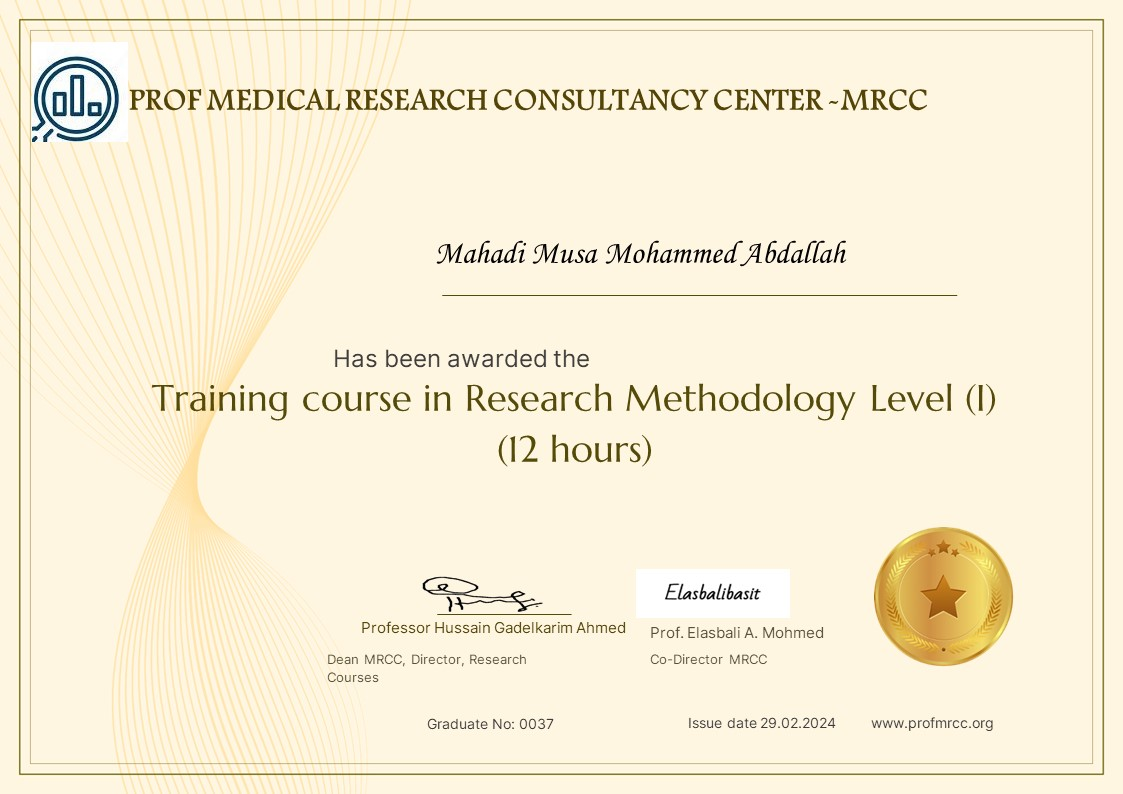 PROF MEDICAL RESEARCH CONSULTANCY CENTER ~MRCC
Mahadi Musa Mohammed Abdallah
Has been awarded the
Training course in Research Methodology Level (I)
(12 hours)
Elasbalibasit
Professor Hussain Gadelkarim Ahmed
Prof. Elasbali A. Mohmed
Dean MRCC, Director, Research
Courses
Co-Director MRCC
Graduate No: 0037
Issue date 29.02.2024
www.profmrcc.org